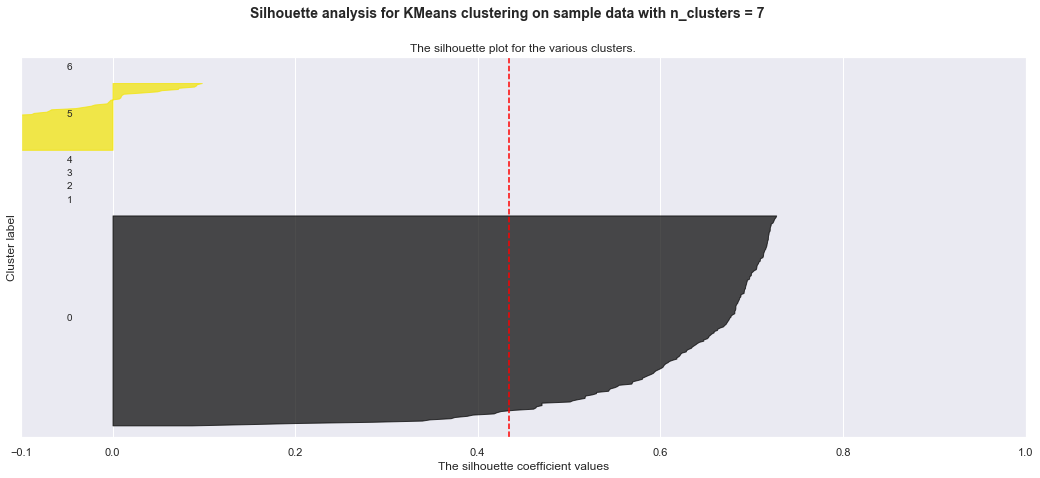 Silhouette analysis for KMeans clustering on sample data with n_clusters = 7
The silhouette plot for the various clusters.
6
5
4
3
2
1
0
Cluster label
−0.1 0.0 0.2 0.4 0.6 0.8 1.0
The silhouette coefficient values